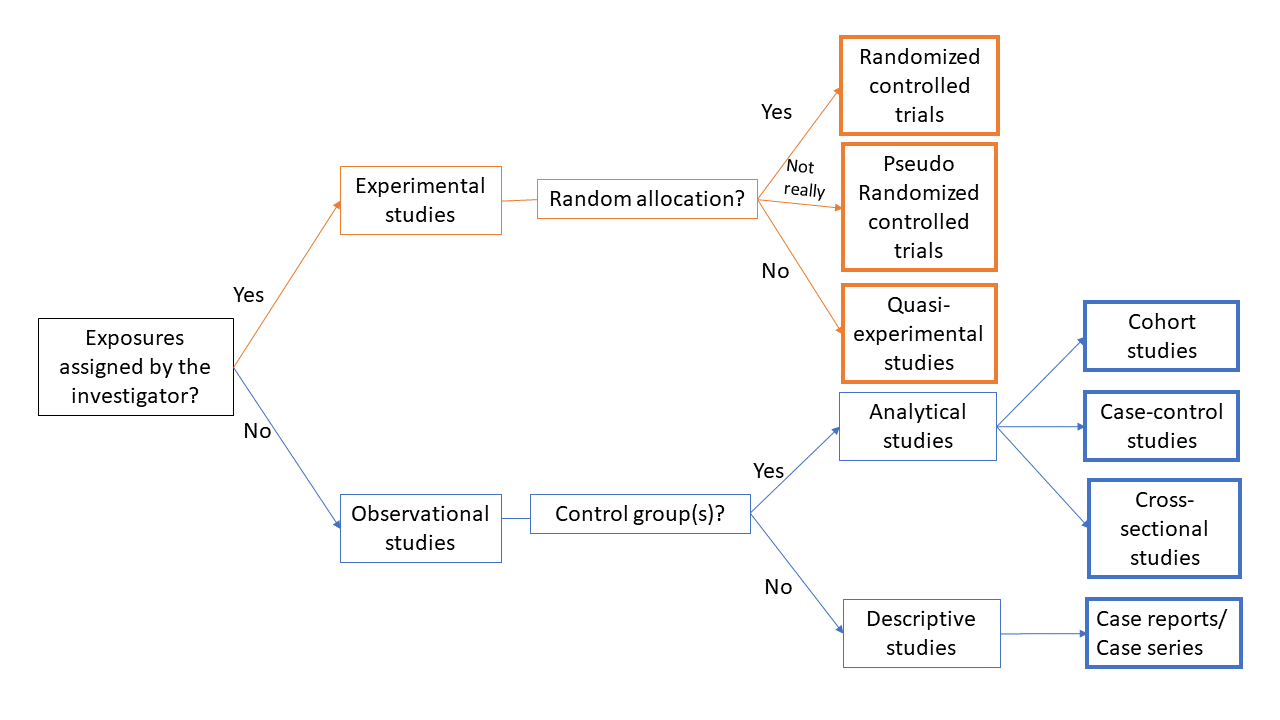 Exposures
assigned by the
investigator?
Yes
No
Experimental
studies
Random allocation?
Yes
Not
really
No
Randomized
controlled
trials
Pseudo
Randomized
controlled
trials
Quasi-
experimental
studies
Observational
studies
Control group(s)?
Yes
No
Analytical
studies
Descriptive
studies
Cohort
studies
Case-control
studies
Cross-
sectional
studies
Case reports/
Case series